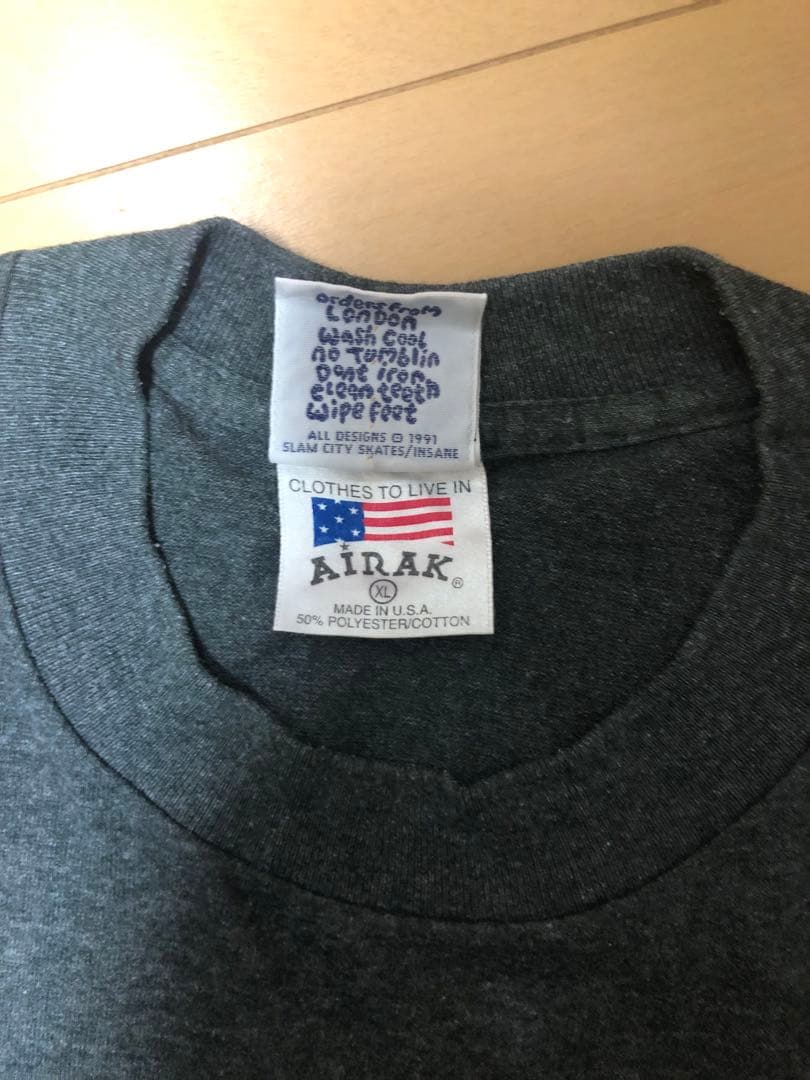 orders from
LONDON
wash cool
no Tumblin
Dont iron
clean teeth
wipe feet
ALL DESIGNS © 1991
SLAM CITY SKATES/INSANE
CLOTHES TO LIVE IN
AIRAK®
XL
MADE IN U.S.A.
50% POLYESTER/COTTON